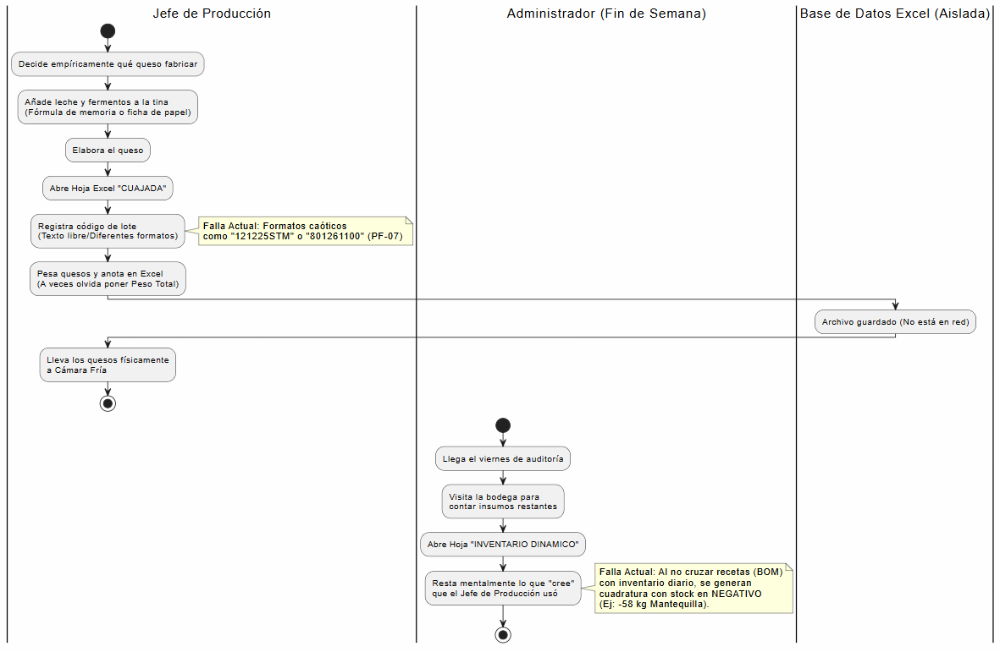 Jefe de Producción
Administrador (Fin de Semana)
Base de Datos Excel (Aislada)
Decide empíricamente qué queso fabricar
Añade leche y fermentos a la tina
(Fórmula de memoria o ficha de papel)
Elabora el queso
Abre Hoja Excel "CUAJADA"
Registra código de lote
(Texto libre/Diferentes formatos)
Falla Actual: Formatos caóticos
como "121225STM" o "801261100" (PF-07)
Pesa quesos y anota en Excel
(A veces olvida poner Peso Total)
Archivo guardado (No está en red)
Lleva los quesos físicamente
a Cámara Fría
Llega el viernes de auditoría
Visita la bodega para
contar insumos restantes
Abre Hoja "INVENTARIO DINAMICO"
Resta mentalmente lo que "cree"
que el Jefe de Producción usó
Falla Actual: Al no cruzar recetas (BOM)
con inventario diario, se generan
cuadratura con stock en NEGATIVO
(Ej: -58 kg Mantequilla).